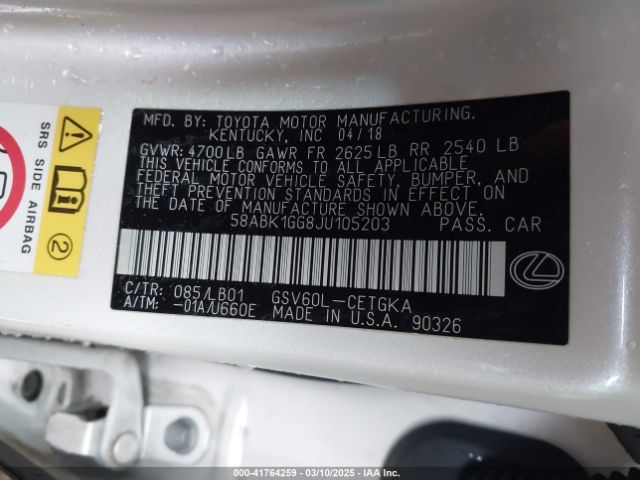 MFD. BY: TOYOTA MOTOR MANUFACTURING,
KENTUCKY, INC 04/18
GVWR: 4700LB GAWR FR 2625LB RR 2540 LB
THIS VEHICLE CONFORMS TO ALL APPLICABLE
FEDERAL MOTOR VEHICLE SAFETY, BUMPER, AND
THEFT PREVENTION STANDARDS IN EFFECT ON
THE DATE OF MANUFACTURE SHOWN ABOVE.
58ABK1GG8JU105203 PASS. CAR
C/TR: 085/LB01 GSV60L-CETGKA
A/TM: -01A/U660E MADE IN U.S.A. 90326
SRS SIDE AIRBAG
2
000-41764259 — 03/10/2025 — IAA Inc.